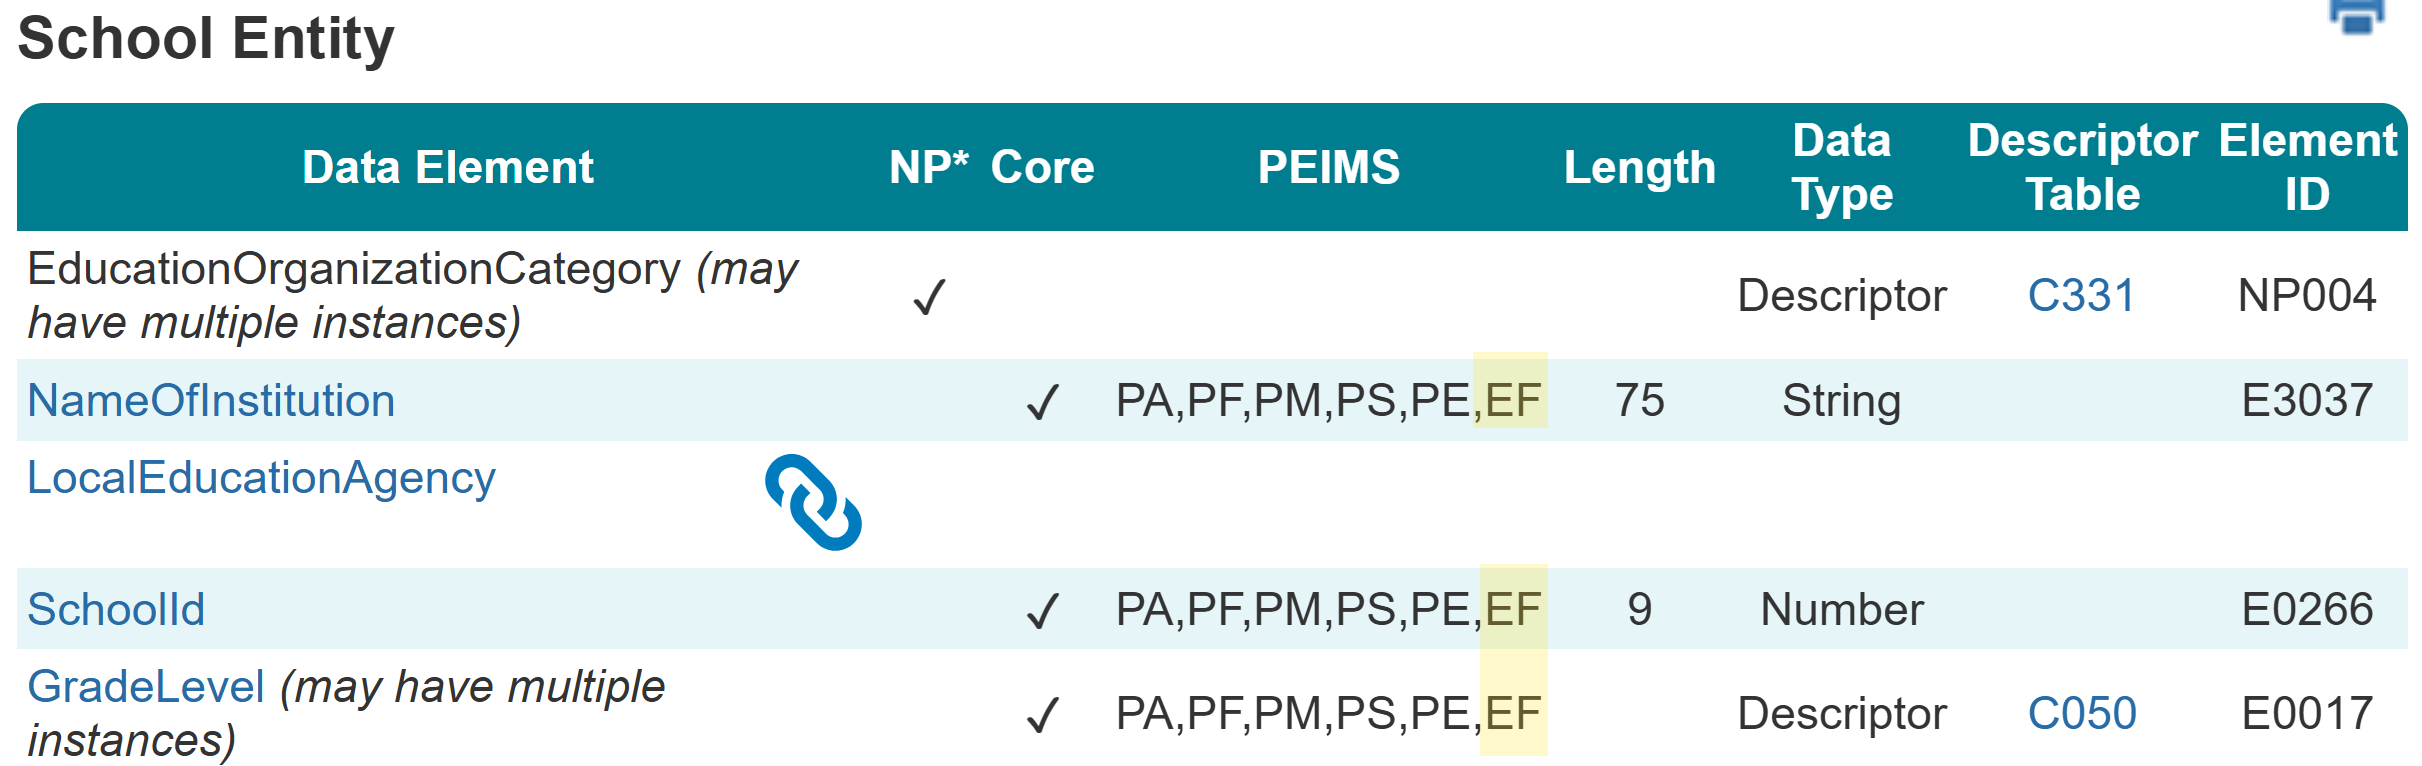 School Entity
Data Element NP* Core PEIMS Length Data Type Descriptor Table Element ID
EducationOrganizationCategory (may have multiple instances) ✓ Descriptor C331 NP004
NameOfInstitution ✓ PA,PF,PM,PS,PE,EF 75 String E3037
LocalEducationAgency
SchoolId ✓ PA,PF,PM,PS,PE,EF 9 Number E0266
GradeLevel (may have multiple instances) ✓ PA,PF,PM,PS,PE,EF Descriptor C050 E0017